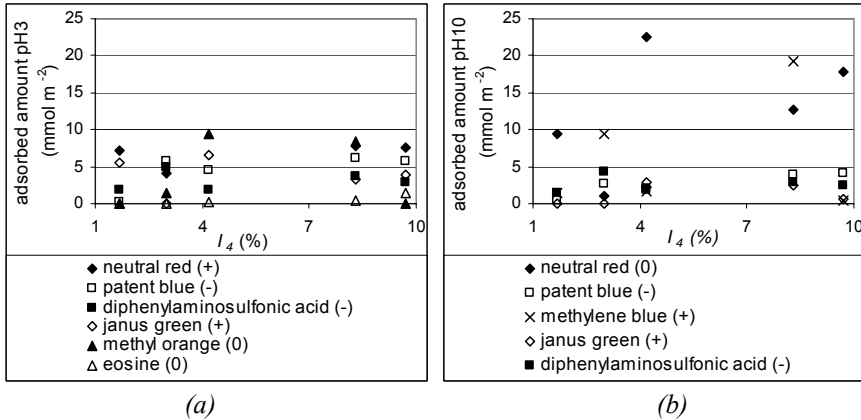 adsorbed amount pH3
(mmol m⁻²)
25
20
15
10
5
0
1
4
7
10
I₄ (%)
◆ neutral red (+)
□ patent blue (-)
■ diphenylaminosulfonic acid (-)
◇ janus green (+)
▲ methyl orange (0)
△ eosine (0)
(a)
adsorbed amount pH10
(mmol m⁻²)
25
20
15
10
5
0
1
4
7
10
I₄ (%)
◆ neutral red (0)
□ patent blue (-)
× methylene blue (+)
◇ janus green (+)
■ diphenylaminosulfonic acid (-)
(b)